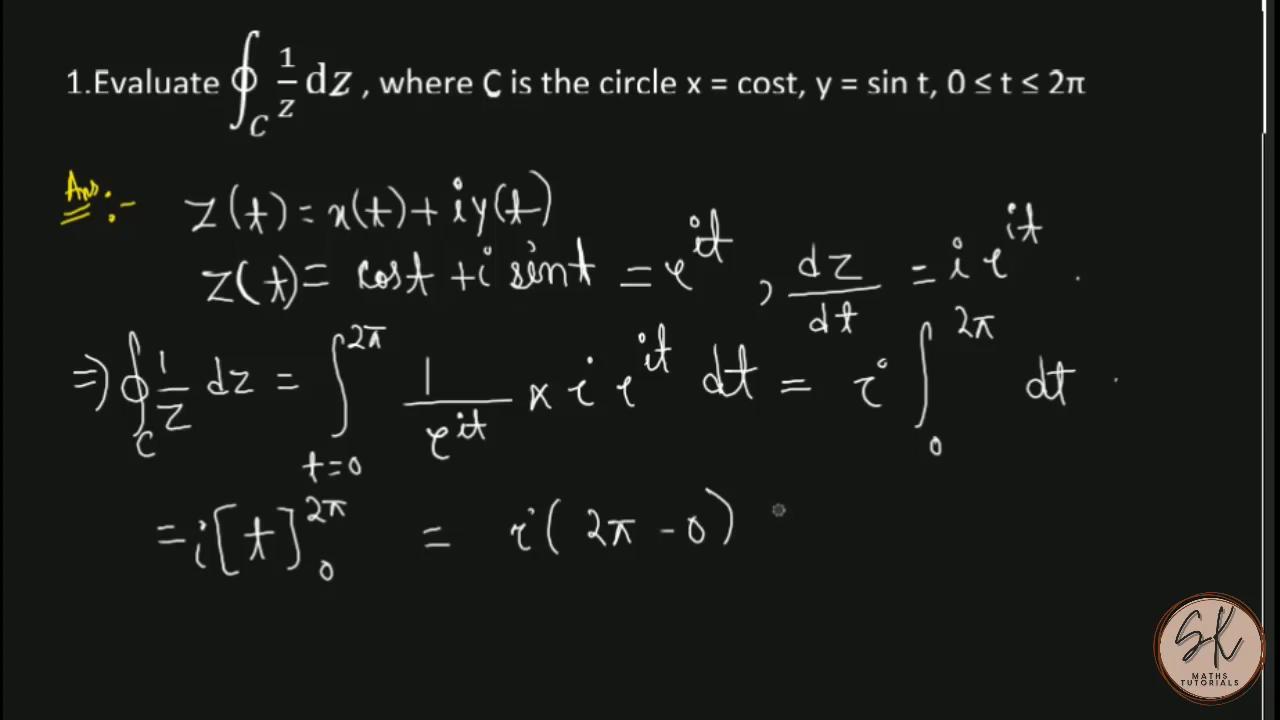 1.Evaluate ∮_C 1/z dz , where C is the circle x = cost, y = sin t, 0 ≤ t ≤ 2π
Ans:-
z(t) = x(t) + iy(t)
z(t) = cost + i sint = e^{it} , dz/dt = i e^{it} .
⇒) ∮_C 1/z dz = ∫_{t=0}^{2π} 1/e^{it} × i e^{it} dt = i ∫_0^{2π} dt .
= i [t]_0^{2π} = i(2π - 0)
SK
MATHS
TUTORIALS